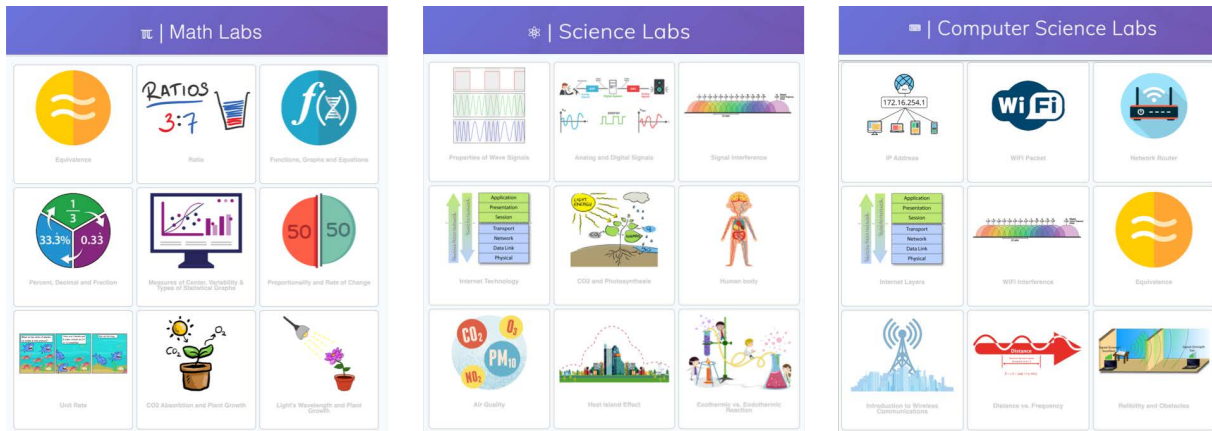 π | Math Labs
RATIOS
3:7
f(x)
Equivalence
Ratio
Functions, Graphs and Equations
1
3
33.3%
0.33
50
50
Percent, Decimal and Fraction
Measures of Center, Variability &
Types of Statistical Graphs
Proportionality and Rate of Change
CO₂
O₂
Unit Rate
CO2 Absorption and Plant Growth
Light's Wavelength and Plant
Growth
| Science Labs
Properties of Wave Signals
Analog and Digital Signals
Signal Interference
Application
Presentation
Session
Transport
Network
Data Link
Physical
LIGHT
ENERGY
Internet Technology
CO2 and Photosynthesis
Human body
CO₂
O₃
PM₁₀
NO₂
Air Quality
Heat Island Effect
Exothermic vs. Endothermic
Reaction
| Computer Science Labs
172.16.254.1
Wi Fi
IP Address
WiFi Packet
Network Router
Application
Presentation
Session
Transport
Network
Data Link
Physical
Internet Layers
WiFi Interference
Equivalence
Distance
Introduction to Wireless
Communications
Distance vs. Frequency
Relibility and Obstacles